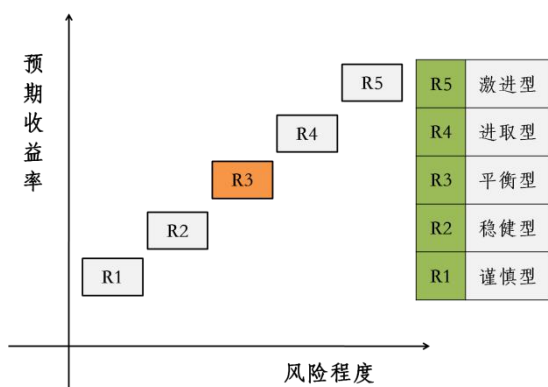 预期收益率
R5
R4
R3
R2
R1
风险程度
R5 激进型
R4 进取型
R3 平衡型
R2 稳健型
R1 谨慎型